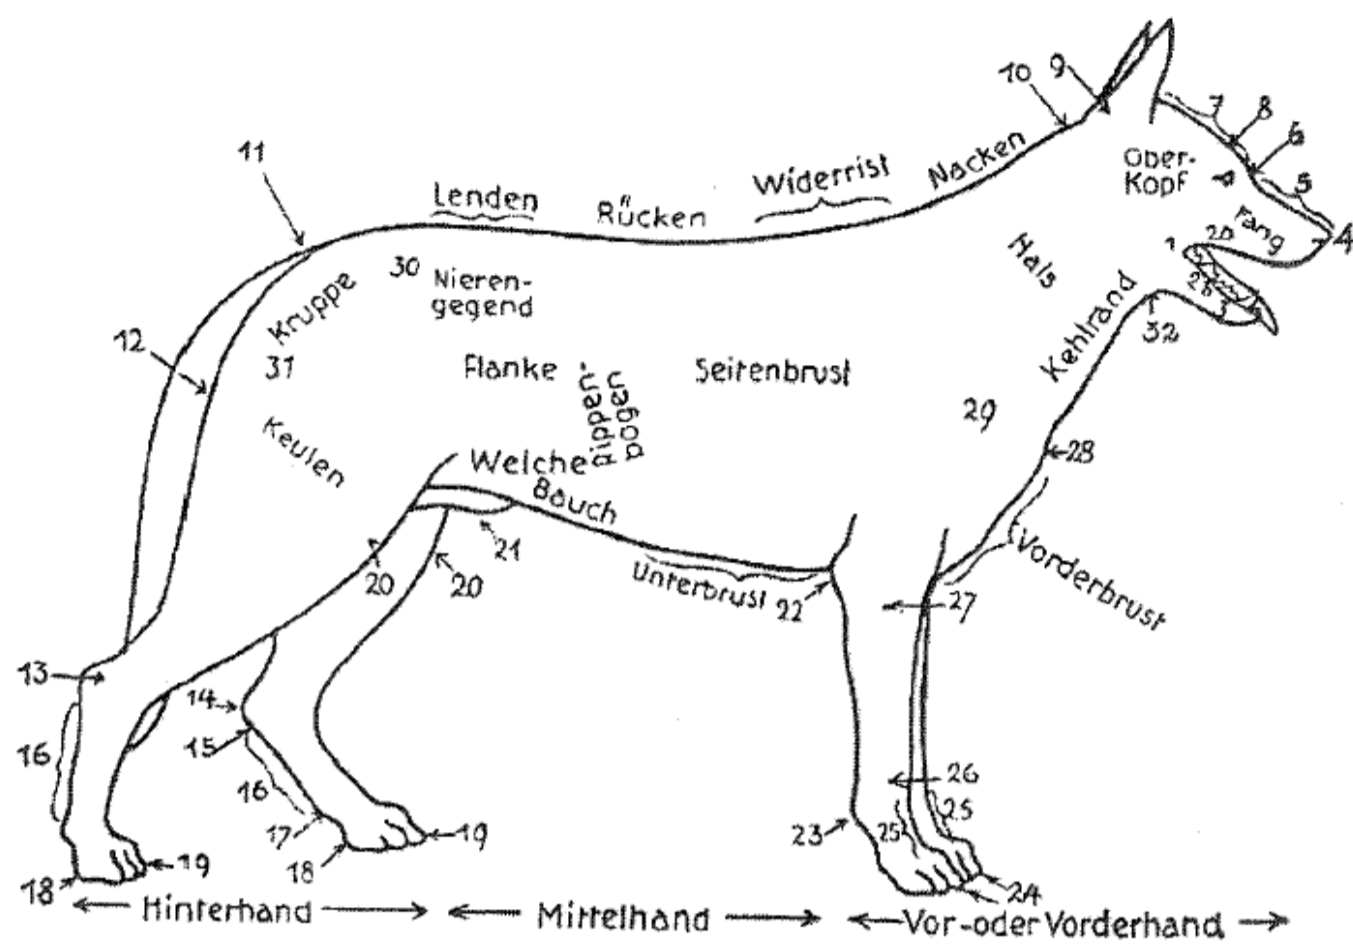 10 9
7
8
6
5
4
11
Lenden
Rücken
Widerrist
Nacken
Ober-
Kopf
Fang
1
20
Hals
Kehlrand
32
30
Nieren-
gegend
Kruppe
12
31
Flanke
Rippen-
bogen
Seitenbrust
29
28
Keulen
Weiche
Bauch
21
20
20
Unterbrust
22
27
Vorderbrust
13
14
15
16
16
17
18
19
18
19
23
26
25
25
24
Hinterhand
Mittelhand
Vor-oder Vorderhand